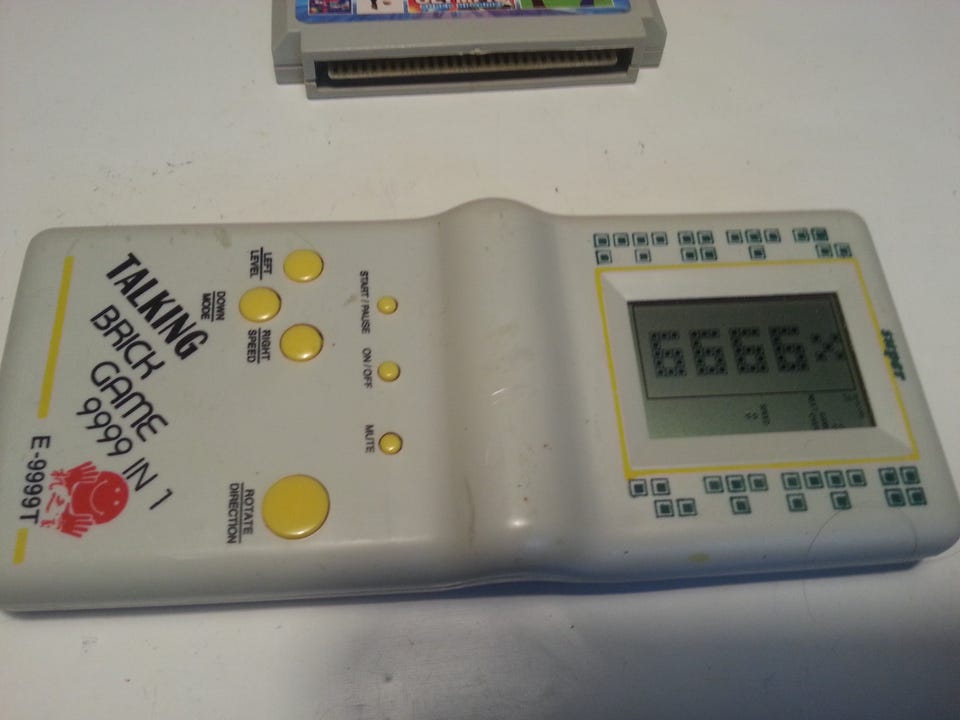 super
START / PAUSE
ON / OFF
MUTE
LEFT
LEVEL
DOWN
MODE
RIGHT
SPEED
ROTATE
DIRECTION
TALKING
BRICK
GAME
9999 IN 1
E-9999T